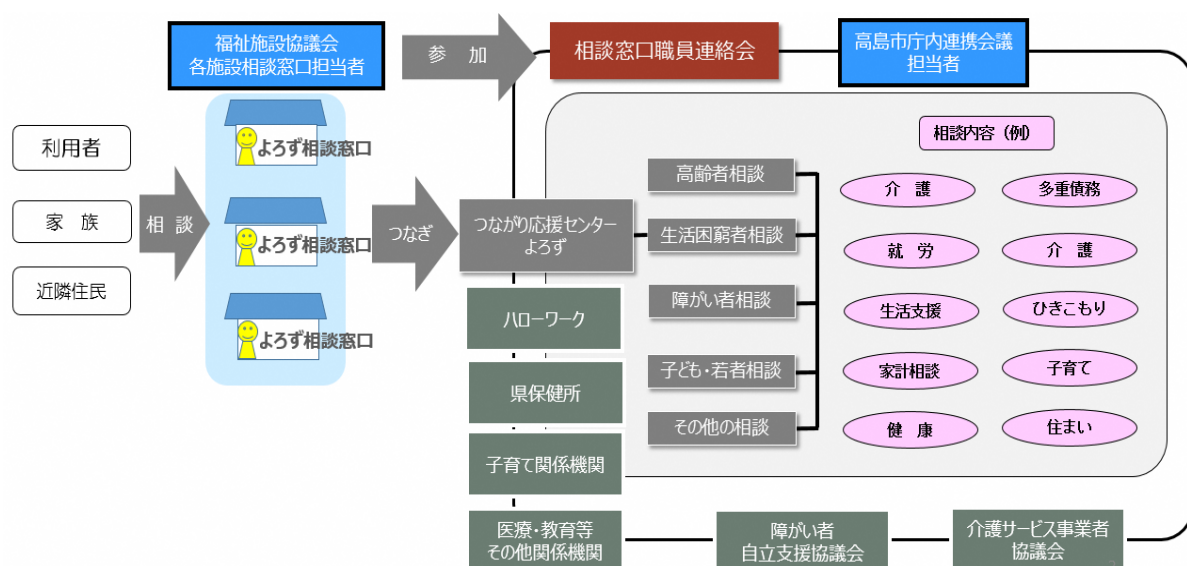 福祉施設協議会
各施設相談窓口担当者
参　加
相談窓口職員連絡会
高島市庁内連携会議
担当者
利用者
家　族
近隣住民
相　談
よろず相談窓口
よろず相談窓口
よろず相談窓口
つなぎ
つながり応援センター
よろず
ハローワーク
県保健所
子育て関係機関
医療・教育等
その他関係機関
障がい者
自立支援協議会
介護サービス事業者
協議会
高齢者相談
生活困窮者相談
障がい者相談
子ども・若者相談
その他の相談
相談内容（例）
介　護
多重債務
就　労
介　護
生活支援
ひきこもり
家計相談
子育て
健　康
住まい